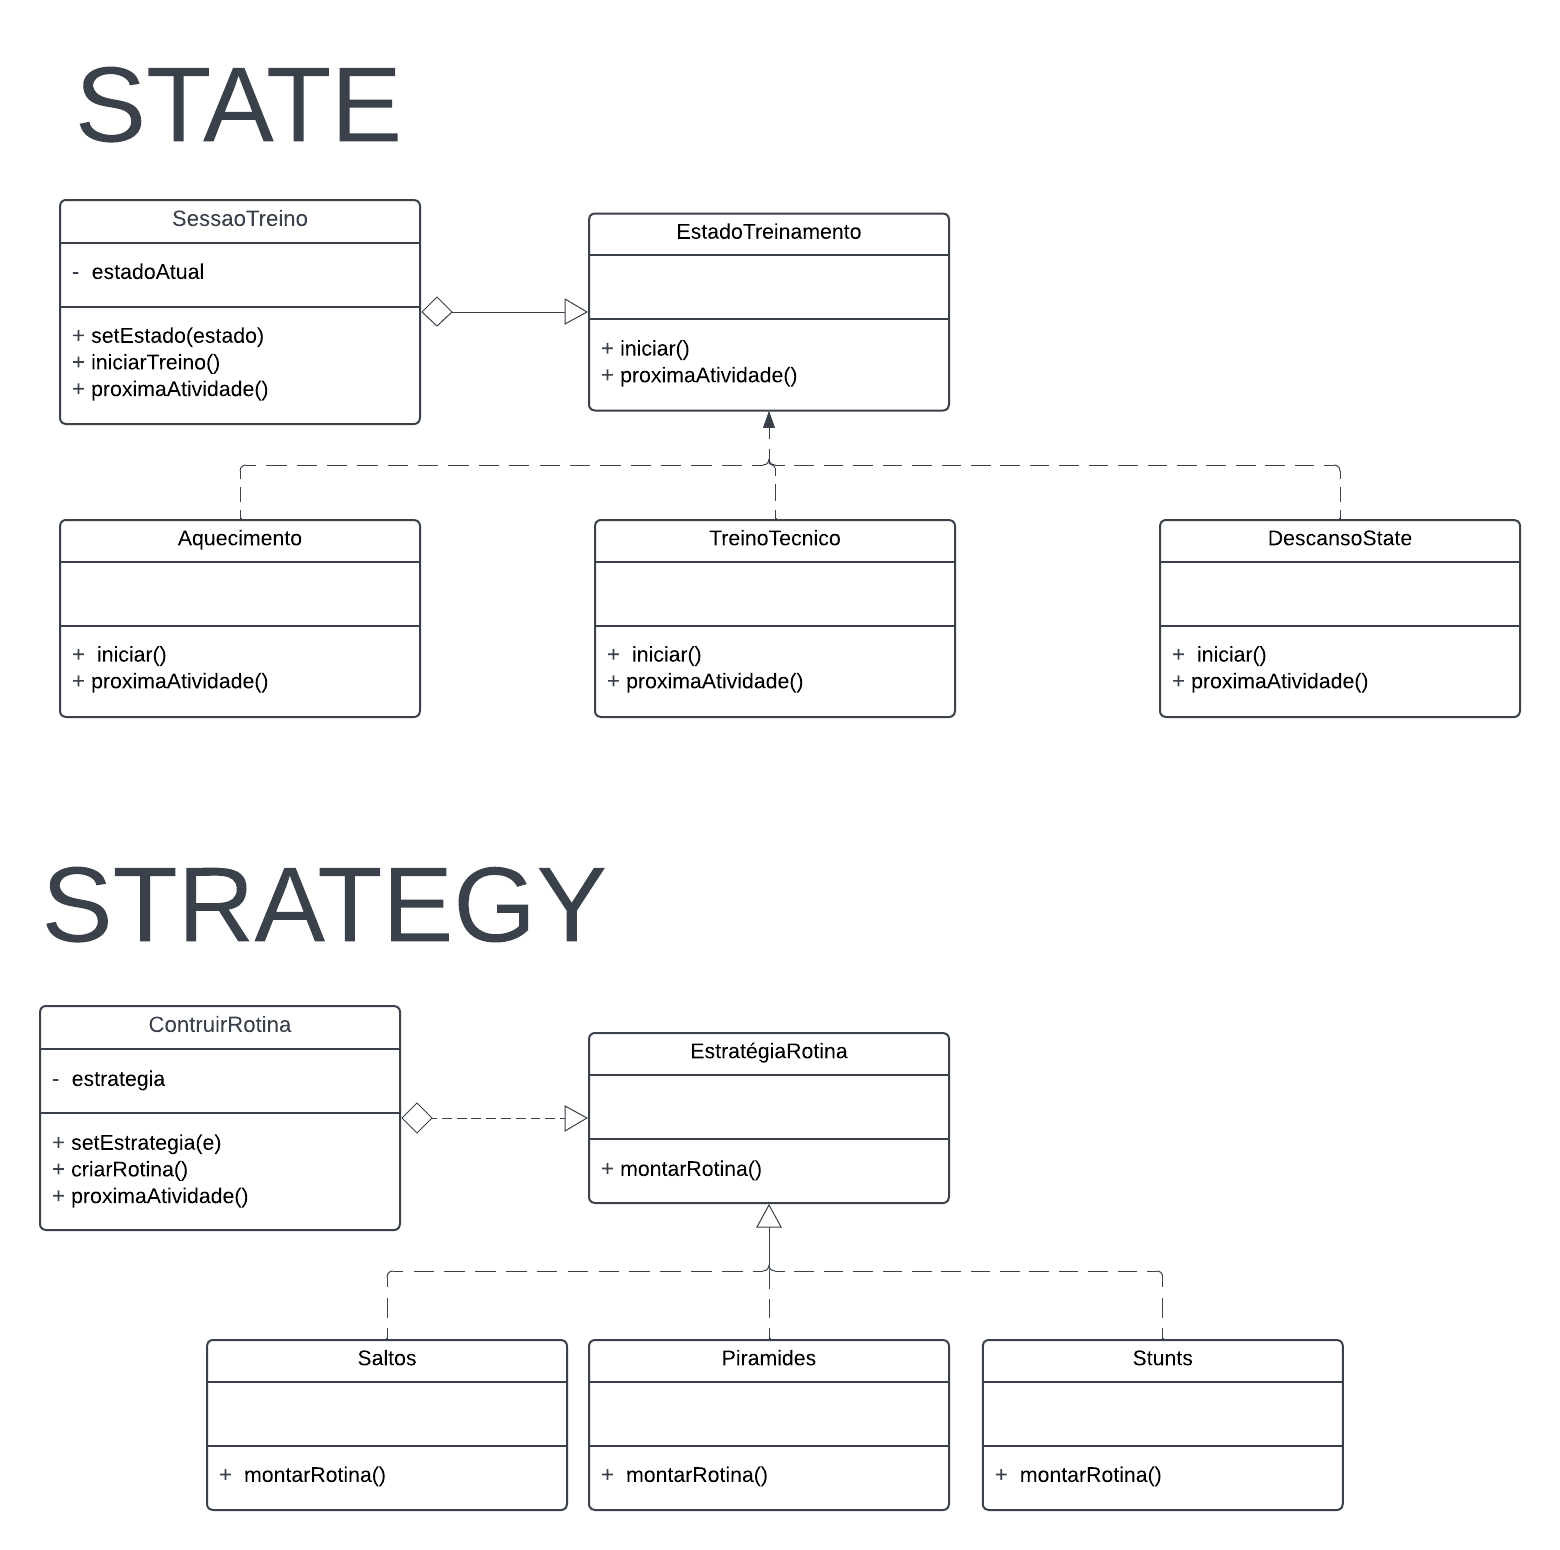 STATE
SessaoTreino
- estadoAtual
+ setEstado(estado)
+ iniciarTreino()
+ proximaAtividade()
EstadoTreinamento
+ iniciar()
+ proximaAtividade()
Aquecimento
+ iniciar()
+ proximaAtividade()
TreinoTecnico
+ iniciar()
+ proximaAtividade()
DescansoState
+ iniciar()
+ proximaAtividade()
STRATEGY
ContruirRotina
- estrategia
+ setEstrategia(e)
+ criarRotina()
+ proximaAtividade()
EstratégiaRotina
+ montarRotina()
Saltos
+ montarRotina()
Piramides
+ montarRotina()
Stunts
+ montarRotina()